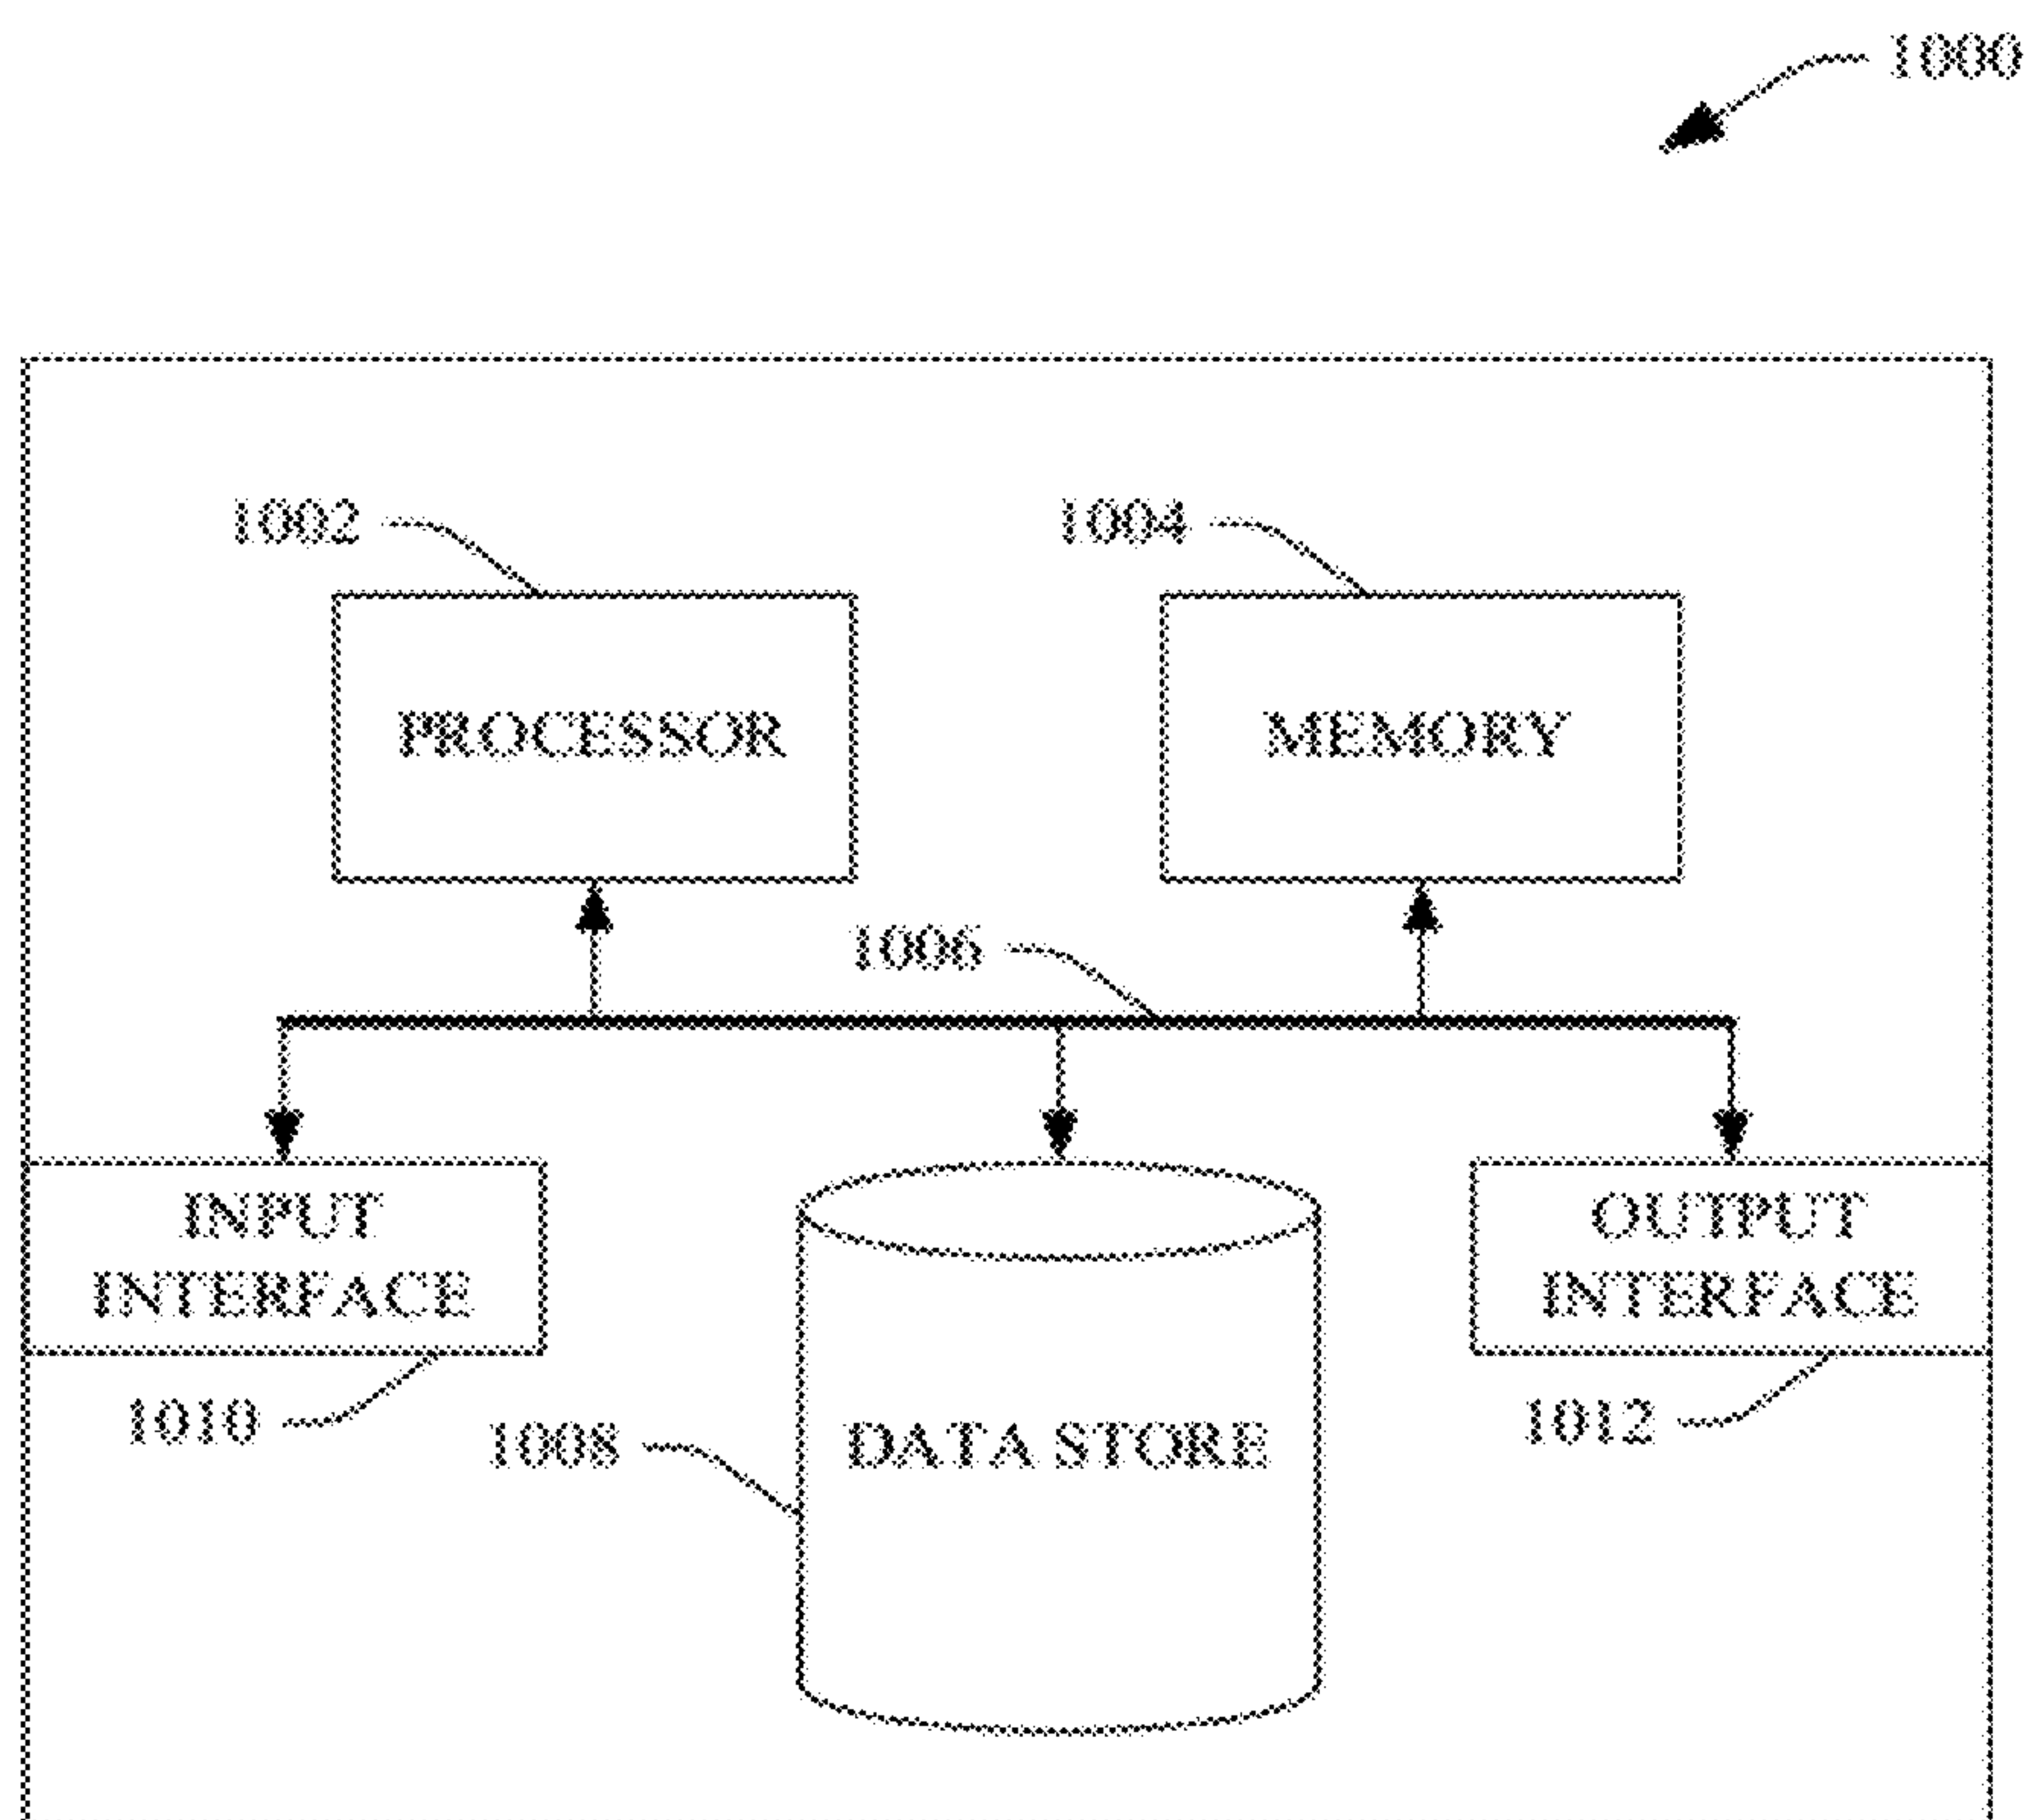 1000
1002
1004
PROCESSOR
MEMORY
1006
INPUT
INTERFACE
OUTPUT
INTERFACE
1010
1008
DATA STORE
1012